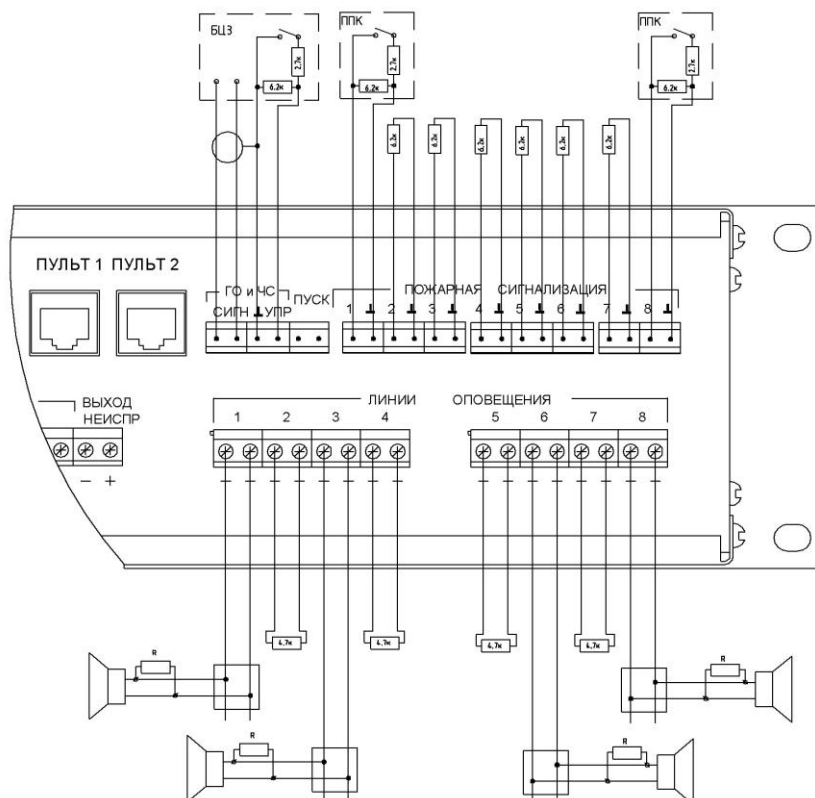 БЦЗ
2.7к
6.2к
ППК
2.7к
6.2к
ППК
2.7к
6.2к
6.2к
6.2к
6.2к
6.2к
6.2к
6.2к
ПУЛЬТ 1 ПУЛЬТ 2
ГО и ЧС
СИГН УПР
ПУСК
ПОЖАРНАЯ СИГНАЛИЗАЦИЯ
1 2 3 4 5 6 7 8
ВЫХОД
НЕИСПР
- +
ЛИНИИ ОПОВЕЩЕНИЯ
1 2 3 4 5 6 7 8
4.7к
4.7к
4.7к
4.7к
R
R
R
R